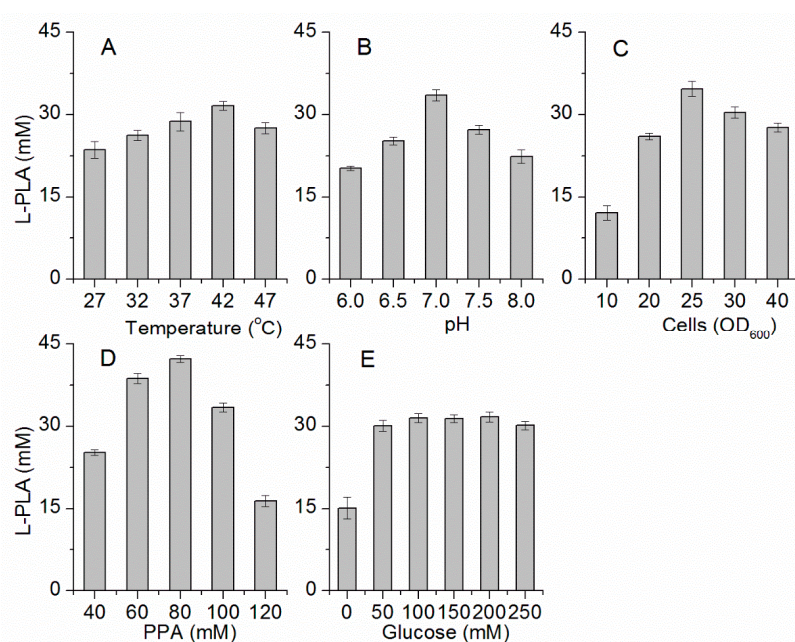 A
B
C
L-PLA (mM)
45
30
15
0
45
30
15
0
45
30
15
0
27 32 37 42 47
6.0 6.5 7.0 7.5 8.0
10 20 25 30 40
Temperature (°C)
pH
Cells (OD600)
D
E
L-PLA (mM)
45
30
15
0
45
30
15
0
40 60 80 100 120
0 50 100 150 200 250
PPA (mM)
Glucose (mM)